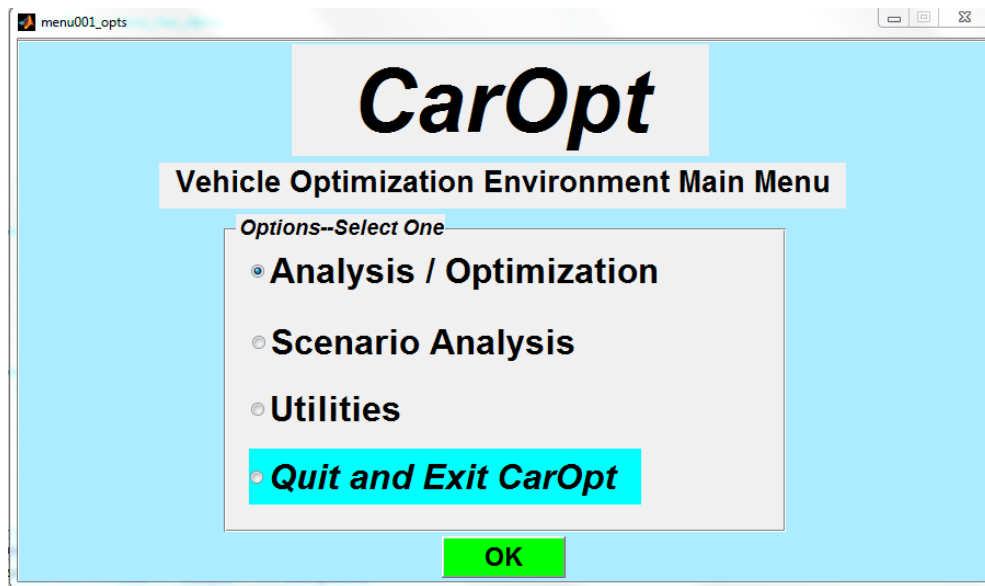 menu001_opts
CarOpt
Vehicle Optimization Environment Main Menu
Options--Select One
Analysis / Optimization
Scenario Analysis
Utilities
Quit and Exit CarOpt
OK